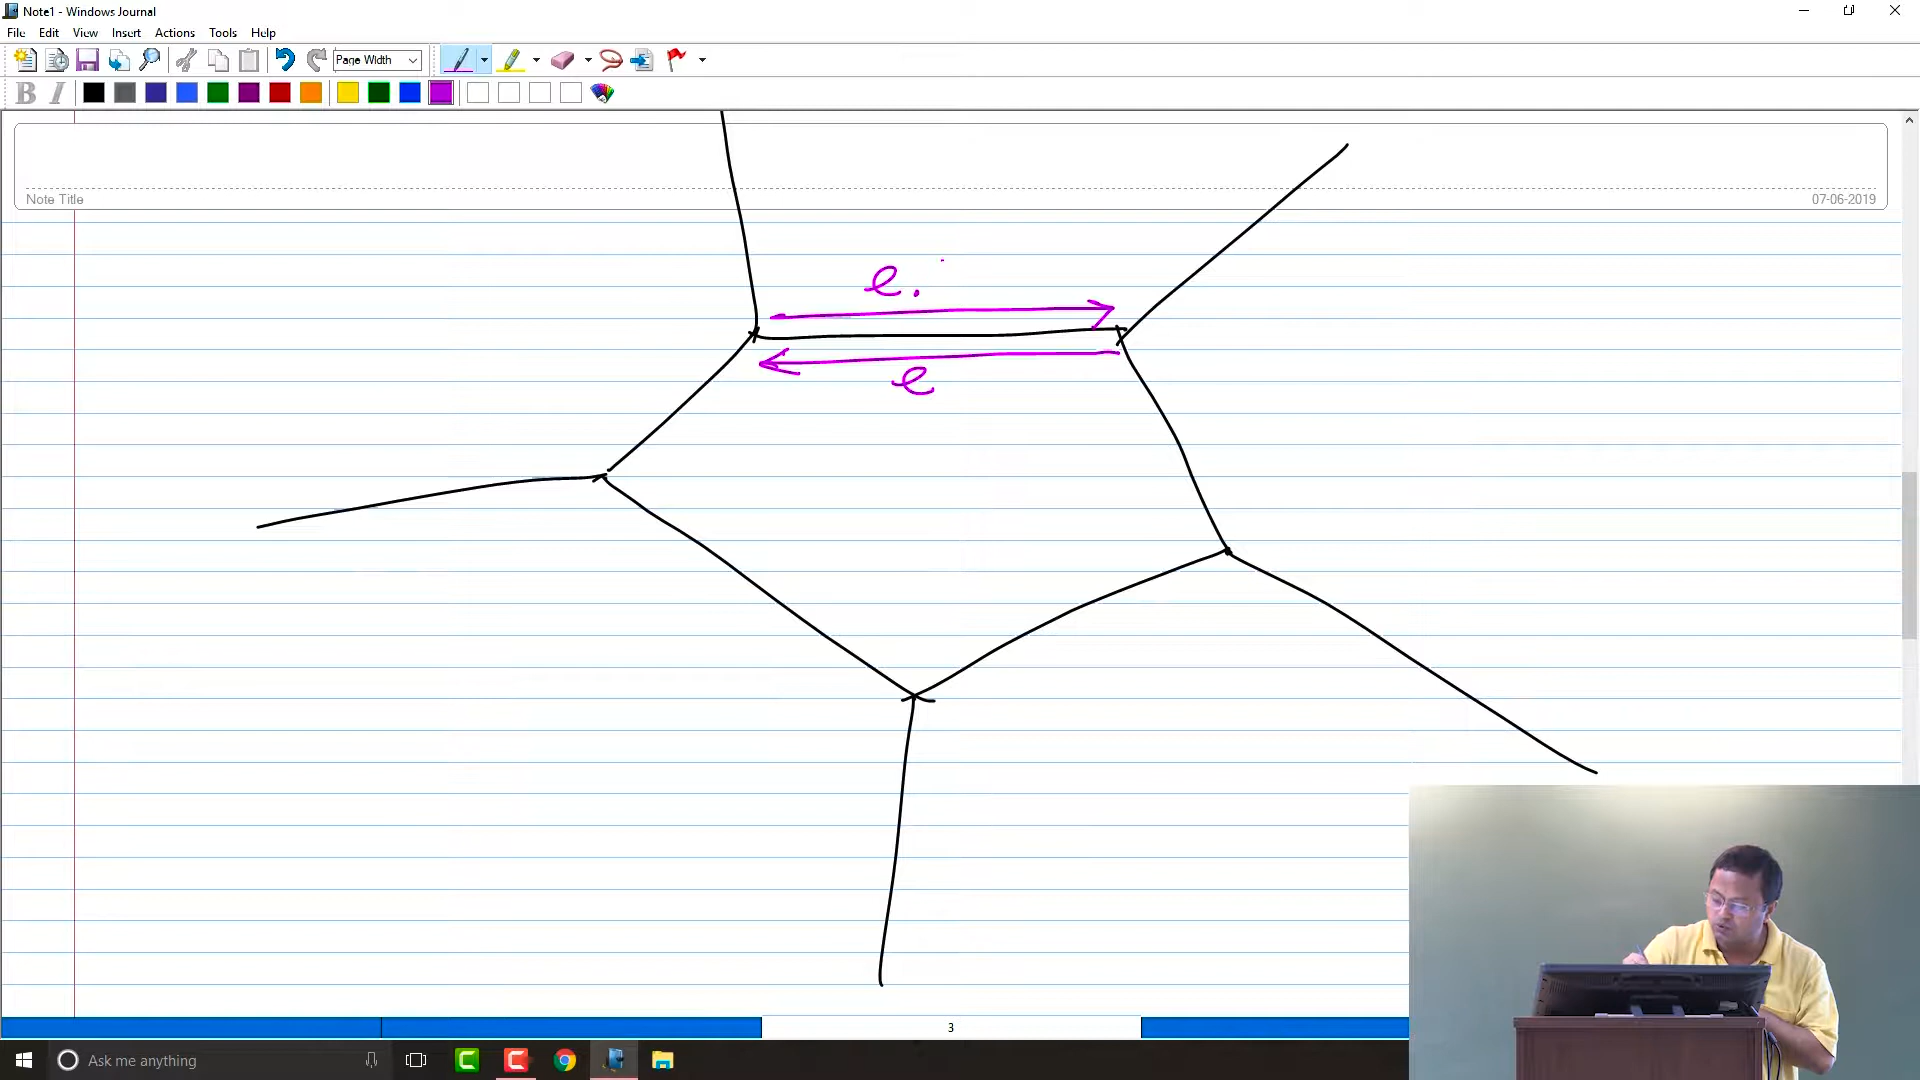 Note1 - Windows Journal
File Edit View Insert Actions Tools Help
Page Width
B I
Note Title
07-06-2019
e.
e
3
Ask me anything